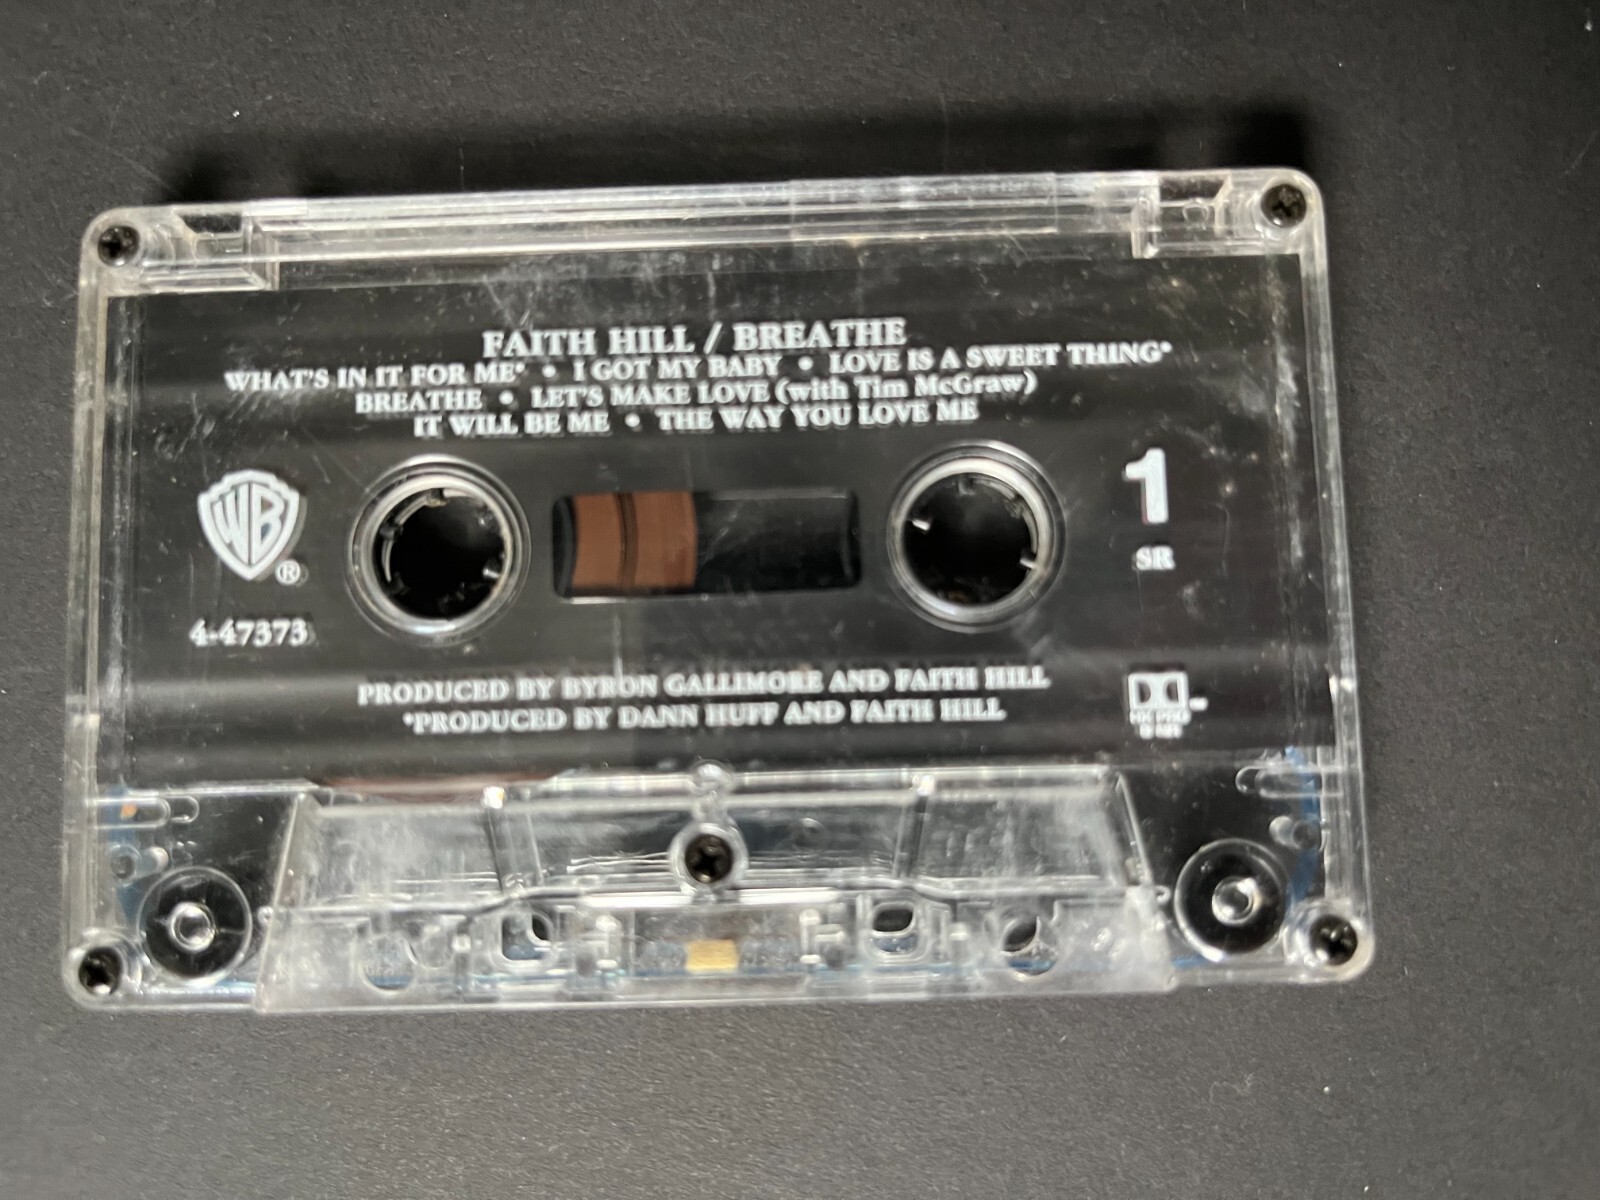 FAITH HILL / BREATHE
WHAT'S IN IT FOR ME* • I GOT MY BABY • LOVE IS A SWEET THING*
BREATHE • LET'S MAKE LOVE (with Tim McGraw)
IT WILL BE ME • THE WAY YOU LOVE ME
WB
®
1
SR
4-47373
PRODUCED BY BYRON GALLIMORE AND FAITH HILL
*PRODUCED BY DANN HUFF AND FAITH HILL